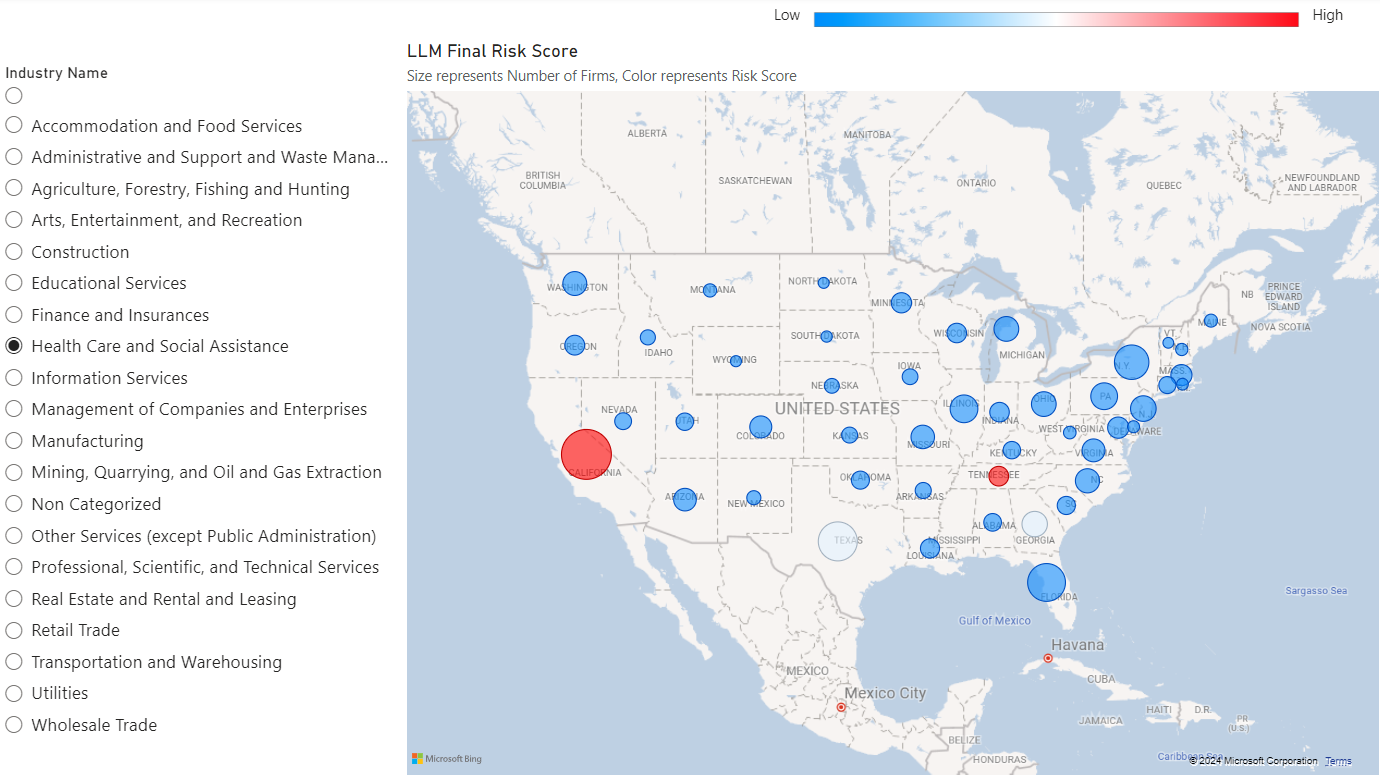 Low
High
LLM Final Risk Score
Size represents Number of Firms, Color represents Risk Score
Industry Name
Accommodation and Food Services
Administrative and Support and Waste Mana...
Agriculture, Forestry, Fishing and Hunting
Arts, Entertainment, and Recreation
Construction
Educational Services
Finance and Insurances
Health Care and Social Assistance
Information Services
Management of Companies and Enterprises
Manufacturing
Mining, Quarrying, and Oil and Gas Extraction
Non Categorized
Other Services (except Public Administration)
Professional, Scientific, and Technical Services
Real Estate and Rental and Leasing
Retail Trade
Transportation and Warehousing
Utilities
Wholesale Trade
ALBERTA
MANITOBA
BRITISH
COLUMBIA
SASKATCHEWAN
ONTARIO
QUEBEC
NEWFOUNDLAND
AND LABRADOR
WASHINGTON
MONTANA
NORTH DAKOTA
MINNESOTA
NB
PRINCE
EDWARD
ISLAND
NOVA SCOTIA
MAINE
VT
OREGON
IDAHO
SOUTH DAKOTA
WISCONSIN
MICHIGAN
WYOMING
IOWA
N.Y.
MASS
NEBRASKA
UNITED STATES
NEVADA
UTAH
COLORADO
KANSAS
MISSOURI
ILLINOIS
INDIANA
OHIO
PA
N.J.
WEST VIRGINIA
DELAWARE
KENTUCKY
VIRGINIA
CALIFORNIA
TENNESSEE
NC
ARIZONA
NEW MEXICO
OKLAHOMA
ARKANSAS
SC
ALABAMA
GEORGIA
TEXAS
MISSISSIPPI
LOUISIANA
FLORIDA
Sargasso Sea
Gulf of Mexico
Havana
MEXICO
CUBA
Mexico City
HAITI
D.R.
PR
(U.S.)
JAMAICA
BELIZE
HONDURAS
Caribbean Sea
Microsoft Bing
© 2024 Microsoft Corporation
Terms